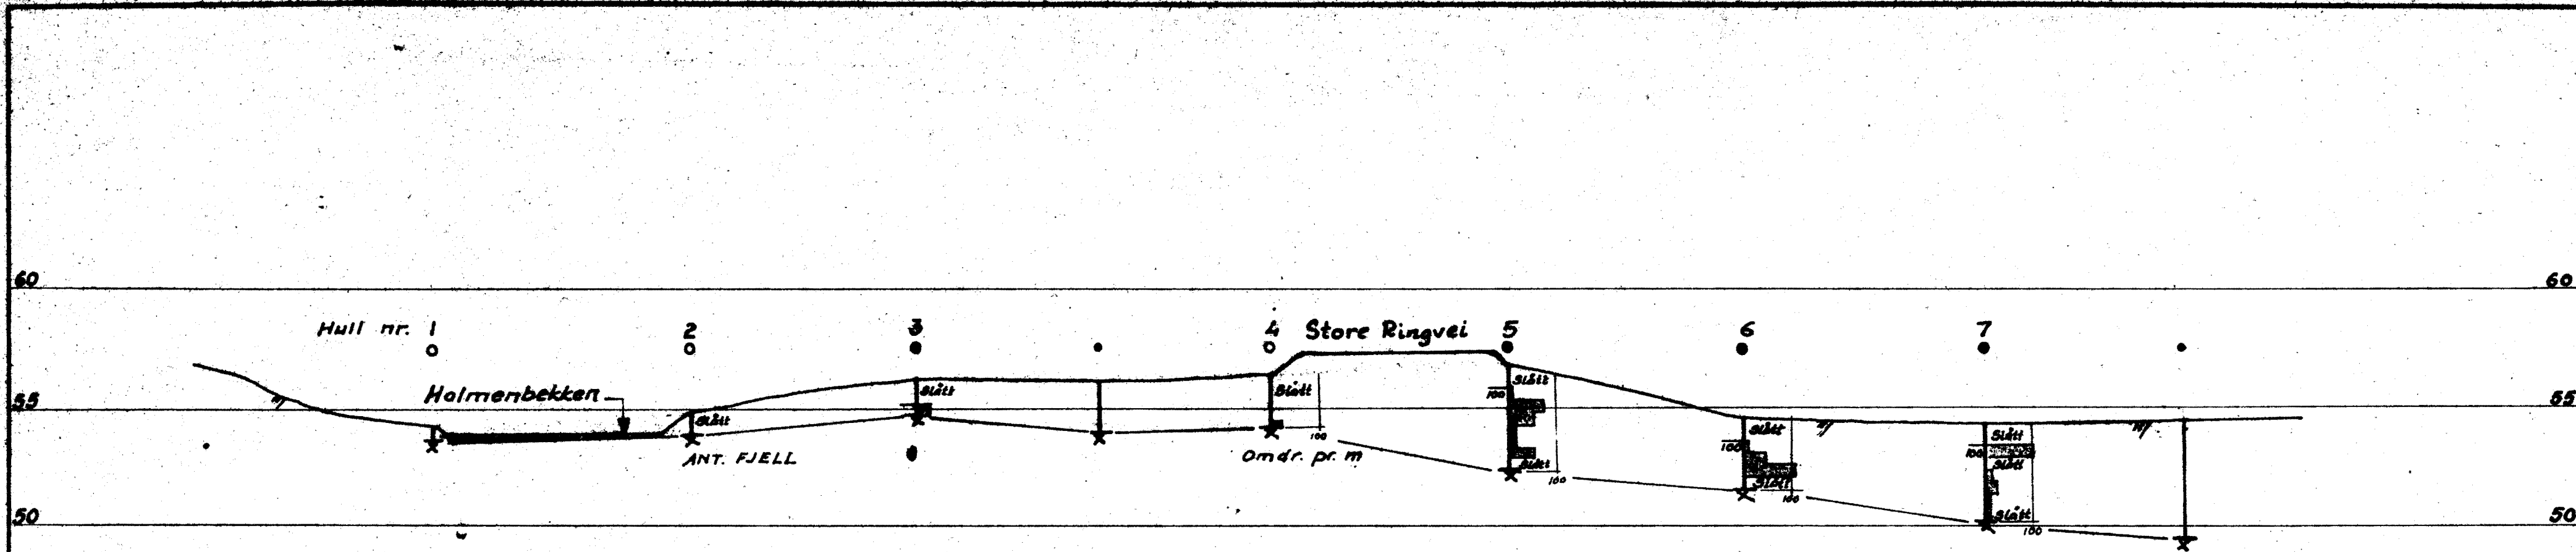 60 60
Hull nr. 1 2 3 4 Store Ringvei 5 6 7
Holmenbekken
55 55
Slått Slått Slått Slått Slått Slått
100 100 100
ANT. FJELL
Omdr. pr. m
100 100 100 100
Slått Slått Slått Slått
50 50